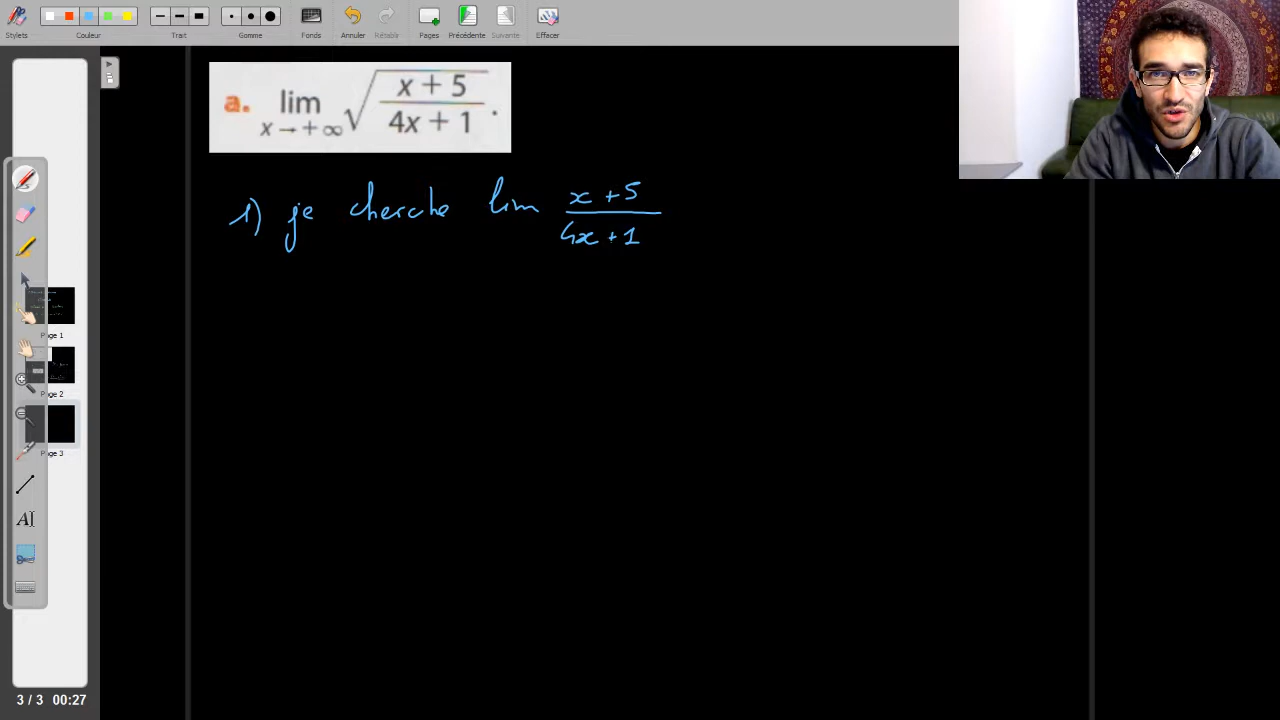 Stylets
Couleur
Trait
Gomme
Fonds
Annuler
Rétablir
Pages
Précédente
Suivante
Effacer
a. lim x → +∞ √ x + 5
4x + 1 .
1) je cherche lim x + 5
4x + 1
Page 1
Page 2
Page 3
AI
3 / 3 00:27